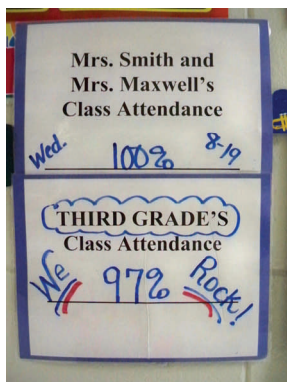 Mrs. Smith and
Mrs. Maxwell's
Class Attendance
Wed. 100% 8-19
THIRD GRADE'S
Class Attendance
We 97% Rock!